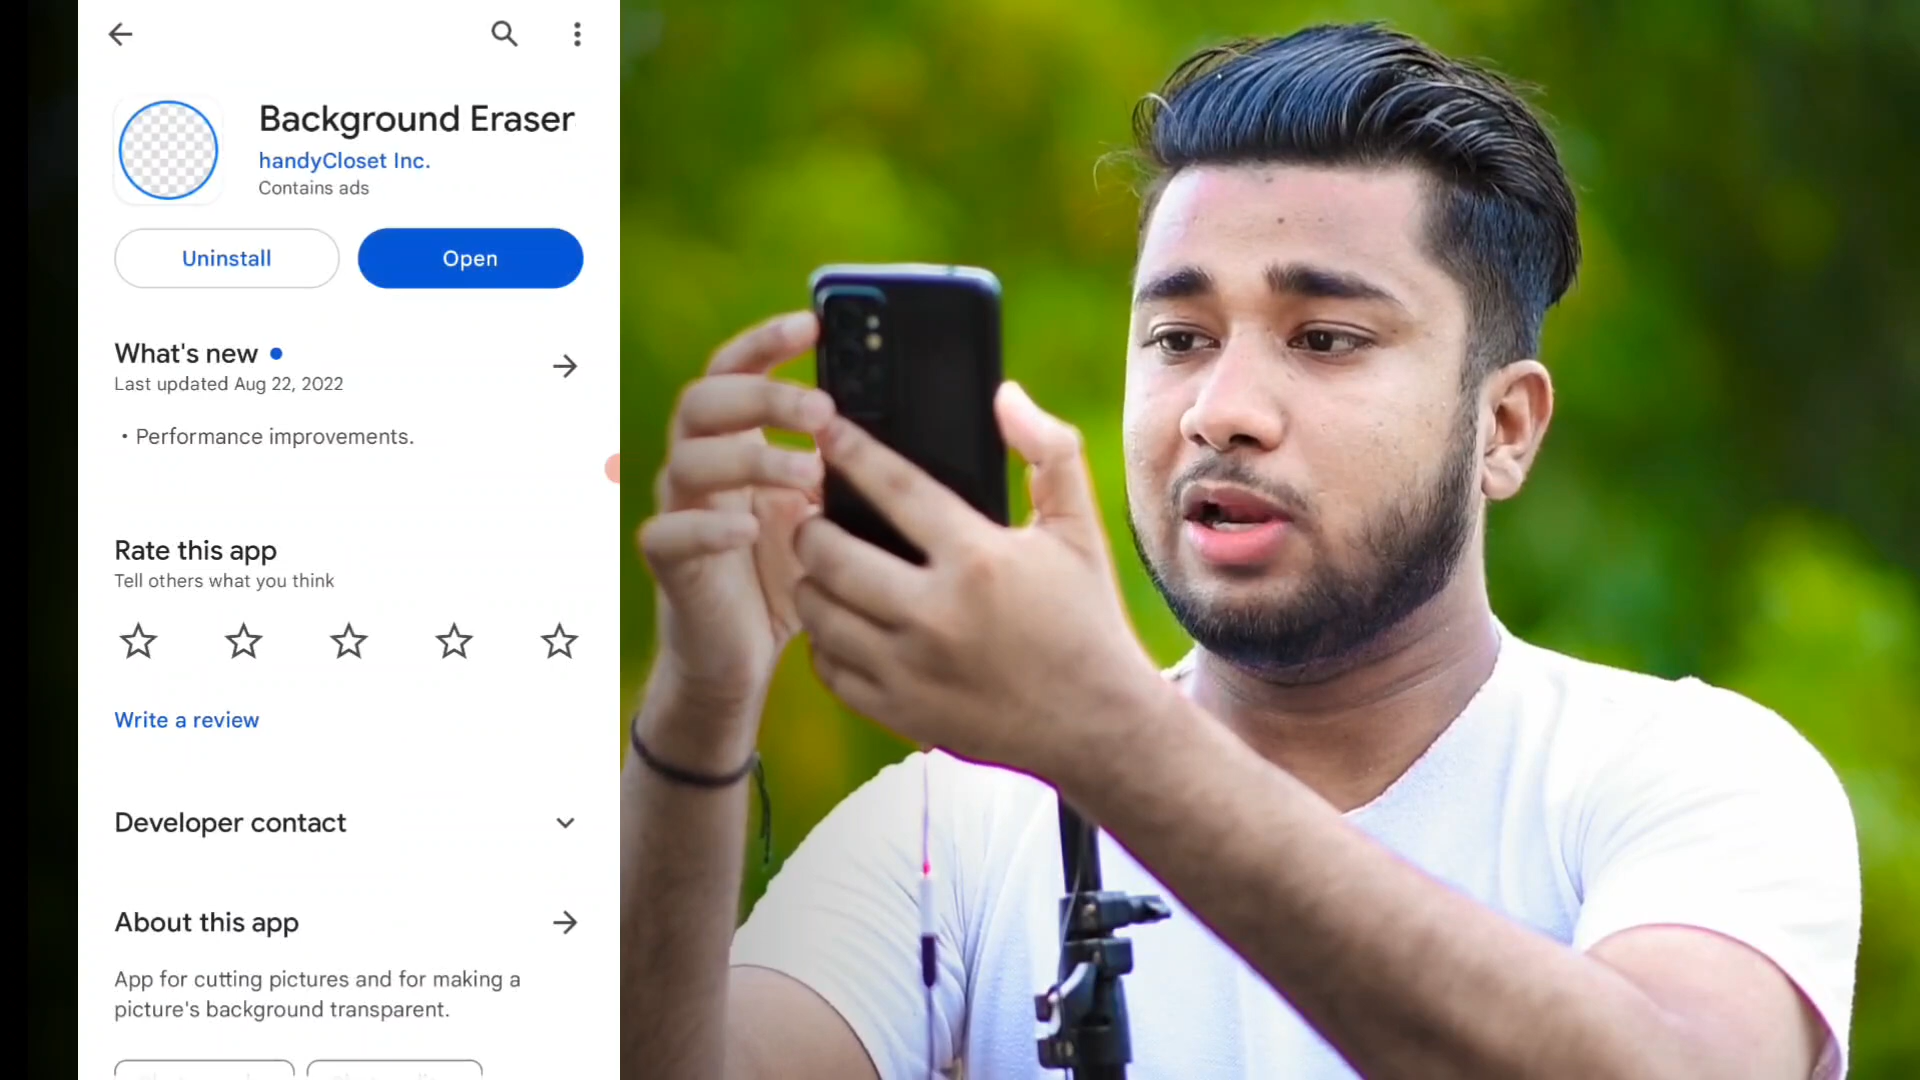 Background Eraser
handyCloset Inc.
Contains ads
Uninstall
Open
What's new
Last updated Aug 22, 2022
• Performance improvements.
Rate this app
Tell others what you think
Write a review
Developer contact
About this app
App for cutting pictures and for making a
picture's background transparent.